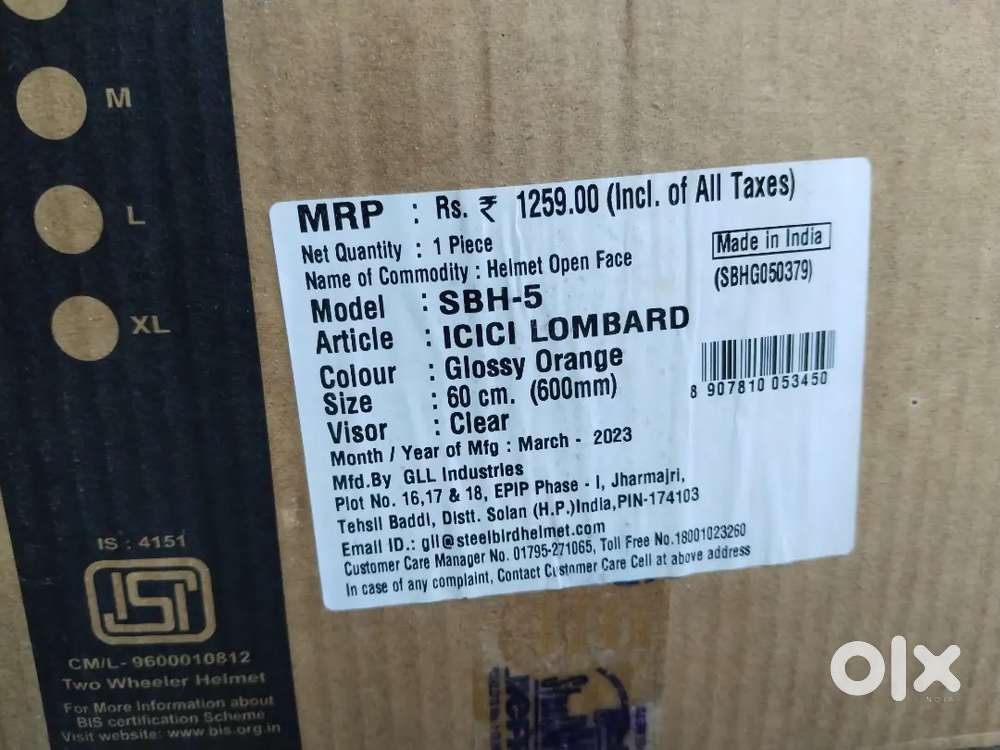 M
L
XL
MRP : Rs. ₹ 1259.00 (Incl. of All Taxes)
Net Quantity : 1 Piece
Made in India
Name of Commodity : Helmet Open Face
(SBHG050379)
Model : SBH-5
Article : ICICI LOMBARD
Colour : Glossy Orange
Size : 60 cm. (600mm)
8 907810 053450
Visor : Clear
Month / Year of Mfg : March - 2023
Mfd.By GLL Industries
Plot No. 16,17 & 18, EPIP Phase - I, Jharmajri,
Tehsil Baddi, Distt. Solan (H.P.)India,PIN-174103
Email ID.: gll@steelbirdhelmet.com
Customer Care Manager No. 01795-271065, Toll Free No.18001023260
In case of any complaint, Contact Customer Care Cell at above address
IS : 4151
ISI
CM/L- 9600010812
Two Wheeler Helmet
For More Information about
BIS certification Scheme
Visit website: www.bis.org.in
olx
INDIA